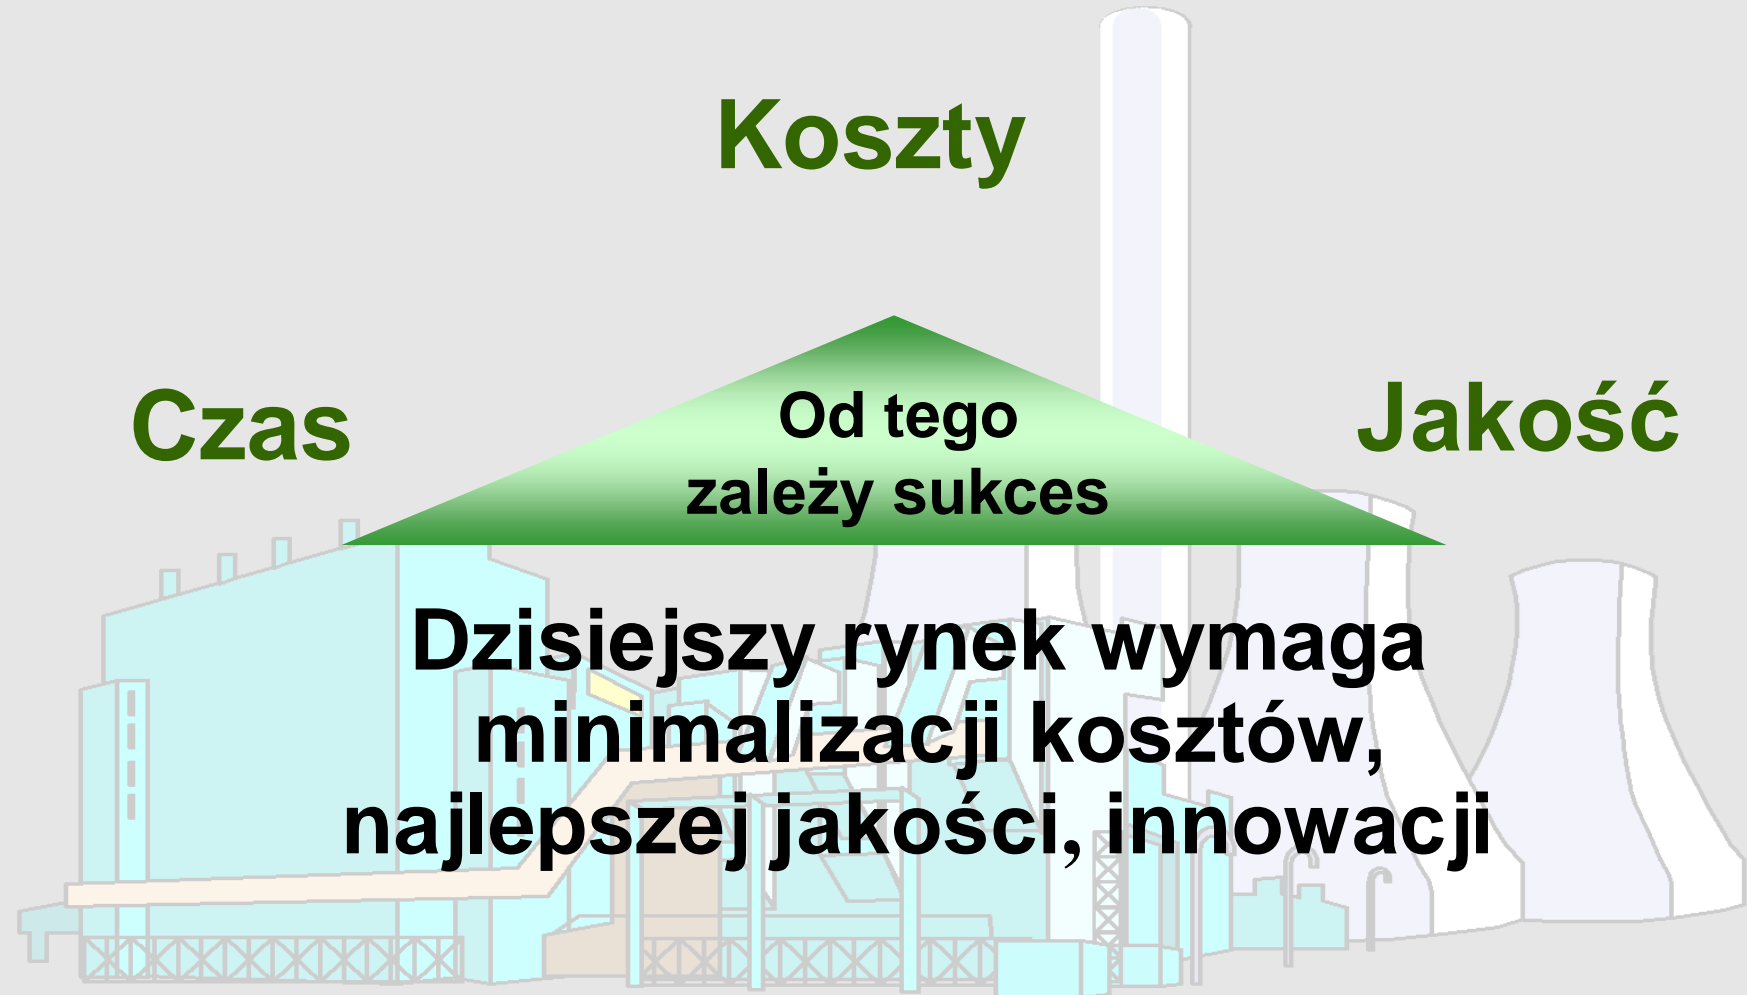 Koszty
Czas
Jakość
Od tego
zależy sukces
Dzisiejszy rynek wymaga
minimalizacji kosztów,
najlepszej jakości, innowacji